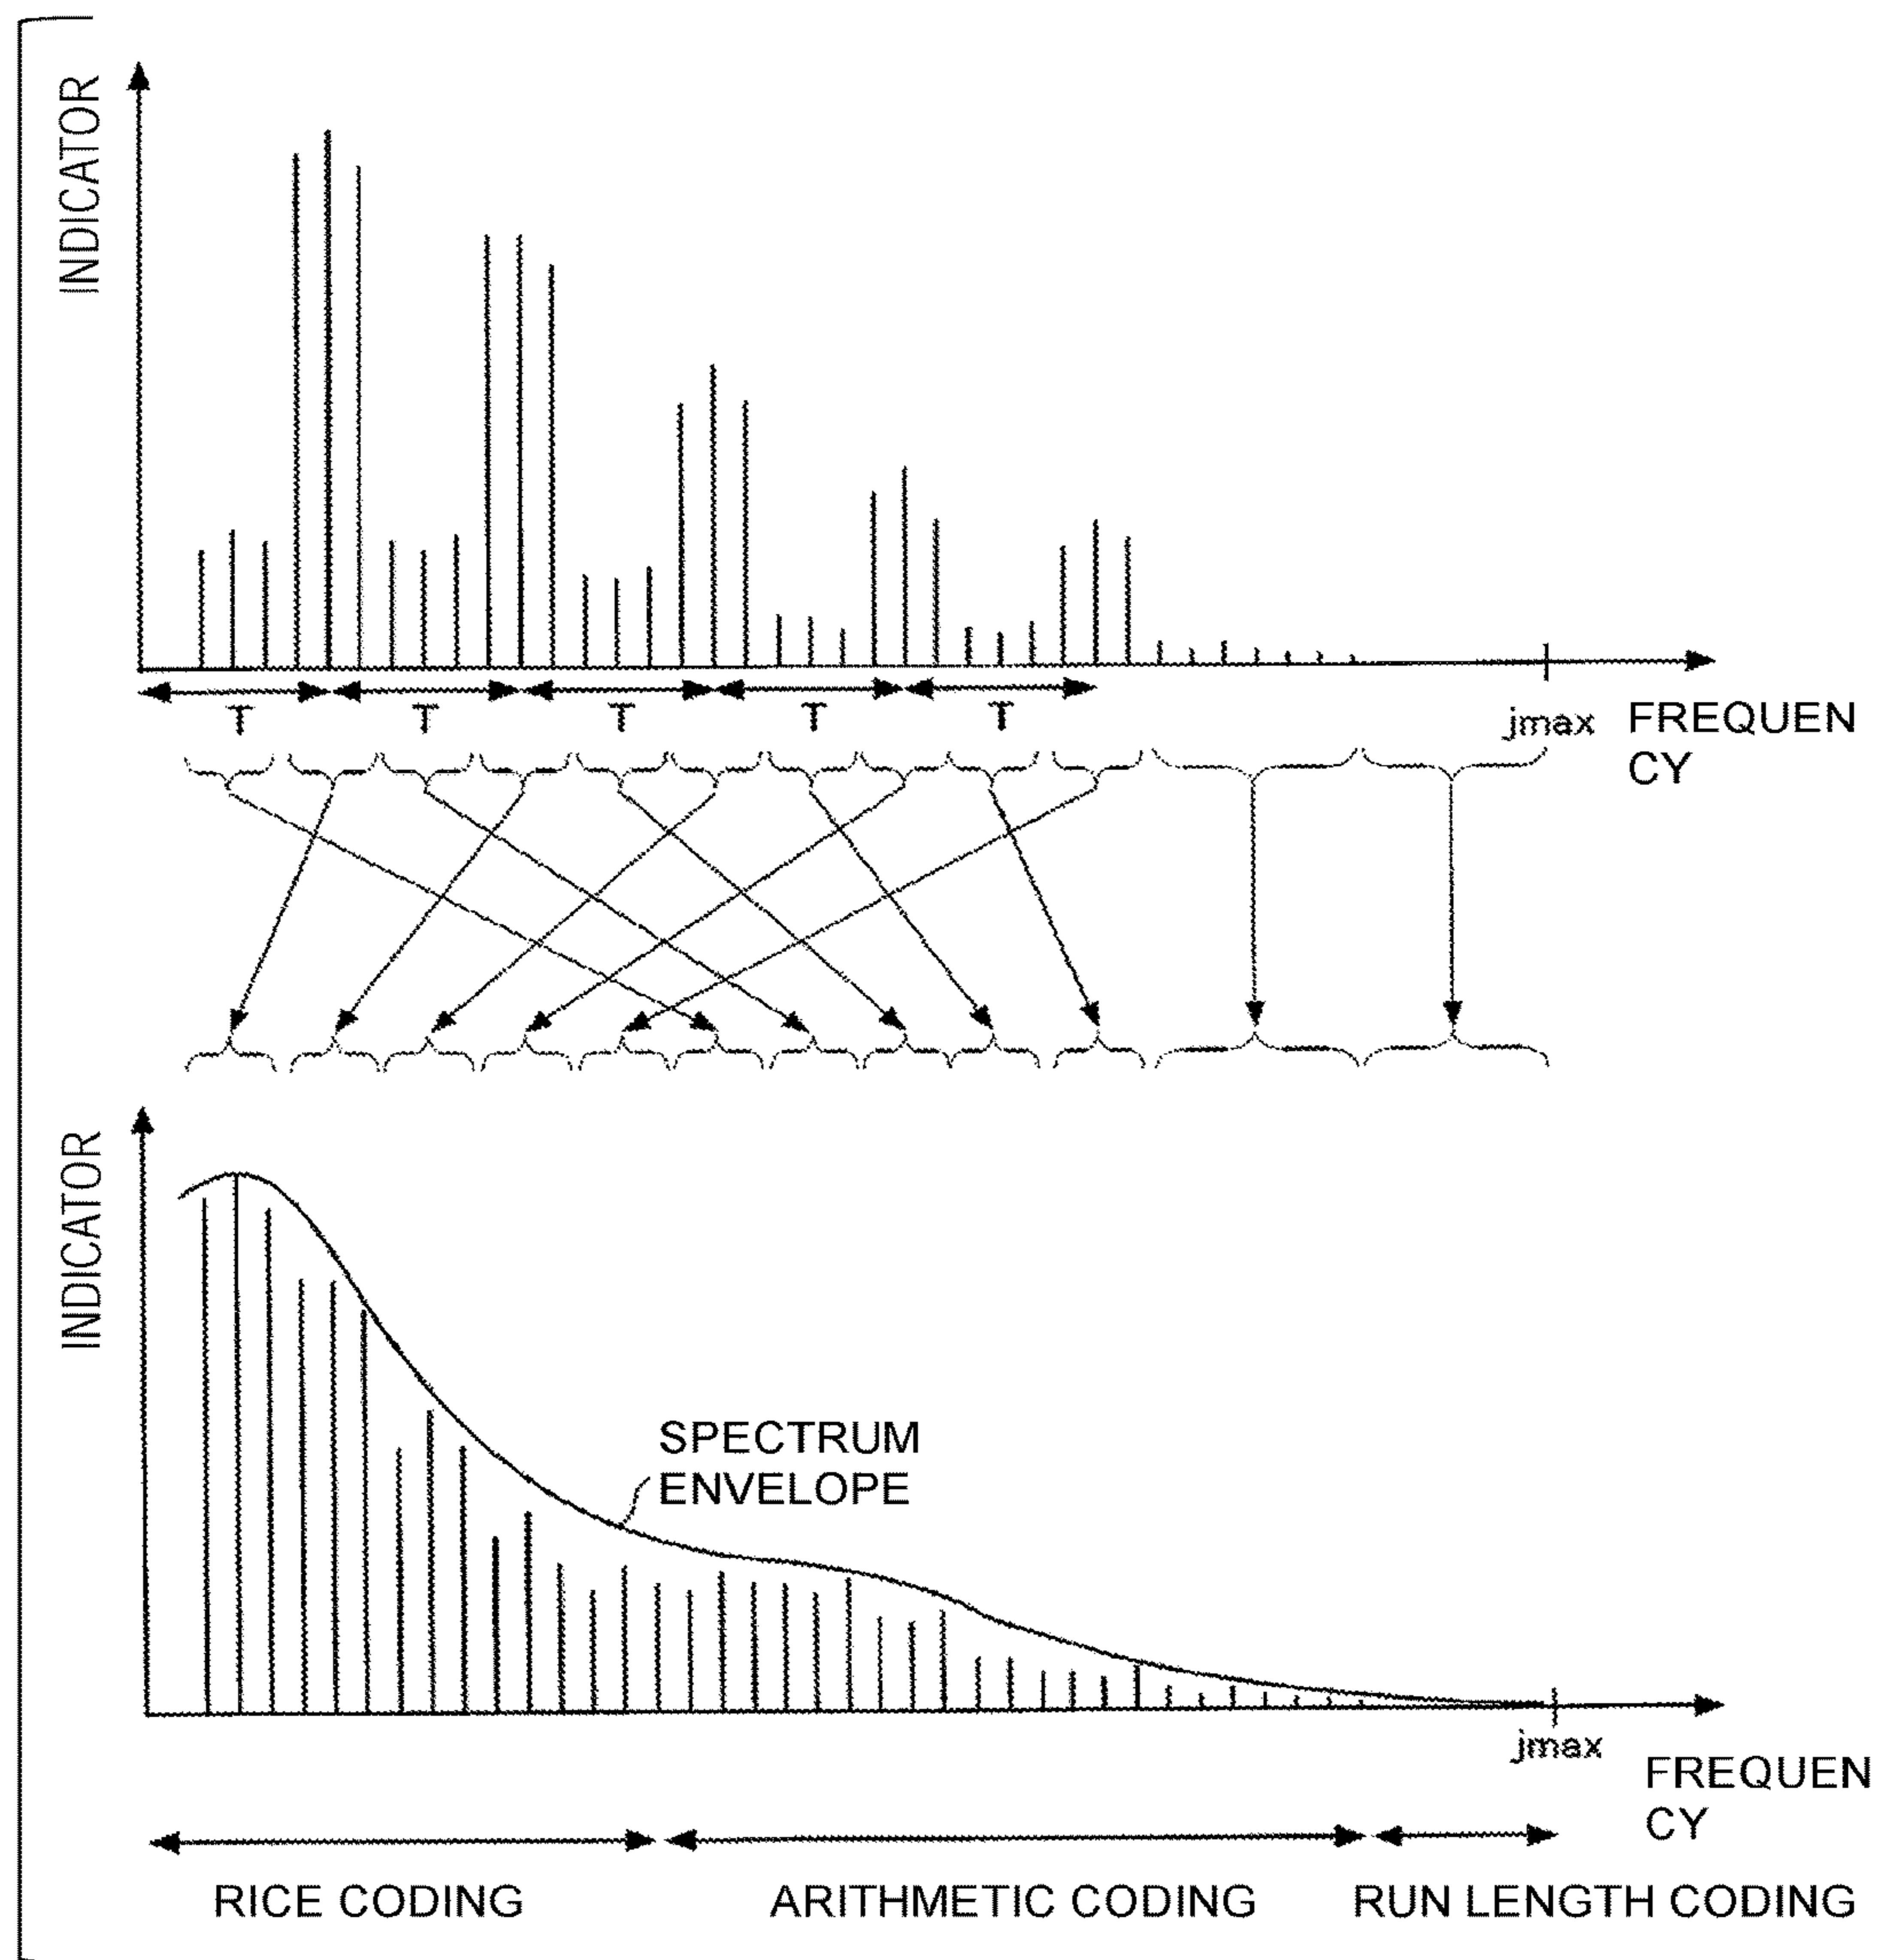 INDICATOR
T T T T T
jmax
FREQUEN
CY
INDICATOR
SPECTRUM
ENVELOPE
jmax
FREQUEN
CY
RICE CODING
ARITHMETIC CODING
RUN LENGTH CODING